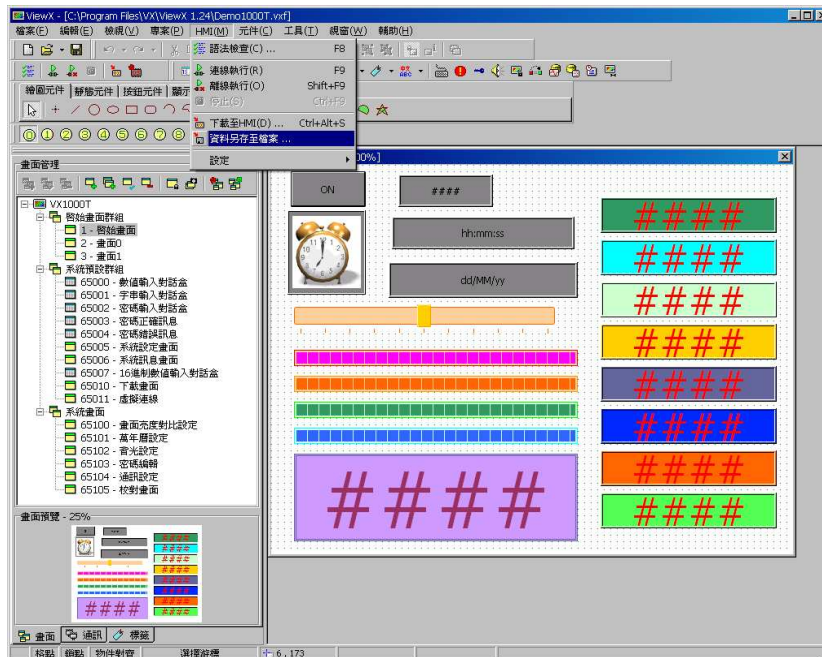 ViewX - [C:\Program Files\VX\ViewX 1.24\Demo1000T.vxf]
檔案(F) 編輯(E) 檢視(V) 專案(P) HMI(M) 元件(C) 工具(T) 視窗(W) 輔助(H)
語法檢查(C) ... F8
連線執行(R) F9
離線執行(O) Shift+F9
停止(S) Ctrl+F9
下載至HMI(D) ... Ctrl+Alt+S
資料另存至檔案 ...
設定
繪圖元件 靜態元件 按鈕元件 顯示
0 1 2 3 4 5 6 7 8
畫面管理
VX1000T
啟始畫面群組
1 - 啟始畫面
2 - 畫面0
3 - 畫面1
系統預設群組
65000 - 數值輸入對話盒
65001 - 字串輸入對話盒
65002 - 密碼輸入對話盒
65003 - 密碼正確訊息
65004 - 密碼錯誤訊息
65005 - 系統設定畫面
65006 - 系統訊息畫面
65007 - 16進制數值輸入對話盒
65010 - 下載畫面
65011 - 虛擬連線
系統畫面
65100 - 畫面亮度對比設定
65101 - 萬年曆設定
65102 - 背光設定
65103 - 密碼編輯
65104 - 通訊設定
65105 - 校對畫面
畫面預覽 - 25%
####
00%]
ON
####
hh:mm:ss
dd/MM/yy
####
####
####
####
####
####
####
####
####
畫面 通訊 標籤
格點 鎖點 物件對齊 選擇游標 6 , 173